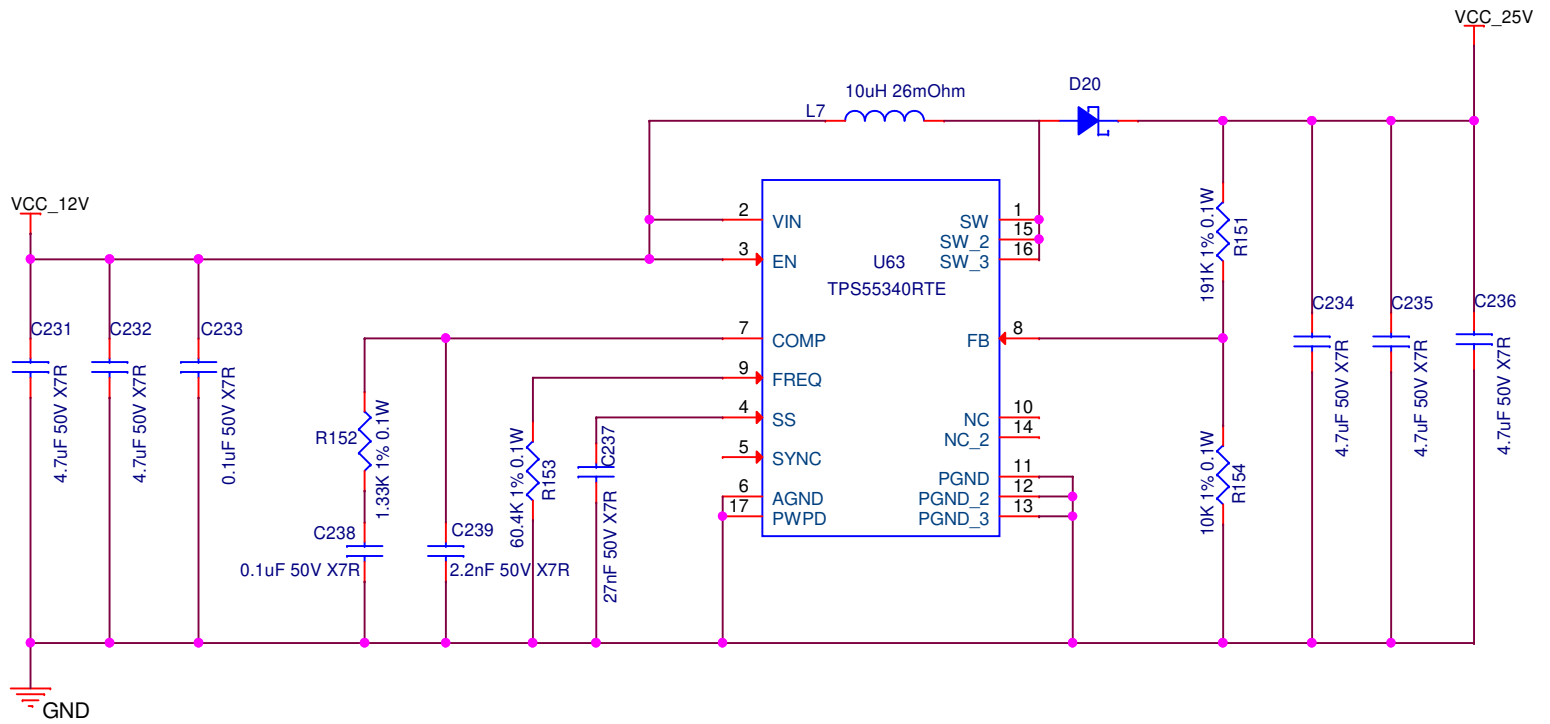 VCC_25V
10uH 26mOhm
D20
L7
VCC_12V
2
VIN
SW
1
SW_2
15
3
EN
U63
SW_3
16
TPS55340RTE
191K 1% 0.1W
R151
C231
C232
C233
C234
C235
C236
4.7uF 50V X7R
4.7uF 50V X7R
0.1uF 50V X7R
7
COMP
FB
8
4.7uF 50V X7R
4.7uF 50V X7R
4.7uF 50V X7R
9
FREQ
4
SS
NC
10
NC_2
14
R152
1.33K 1% 0.1W
60.4K 1% 0.1W
R153
C237
27nF 50V X7R
5
SYNC
PGND
11
10K 1% 0.1W
R154
6
AGND
PGND_2
12
17
PWPD
PGND_3
13
C238
C239
0.1uF 50V X7R
2.2nF 50V X7R
GND